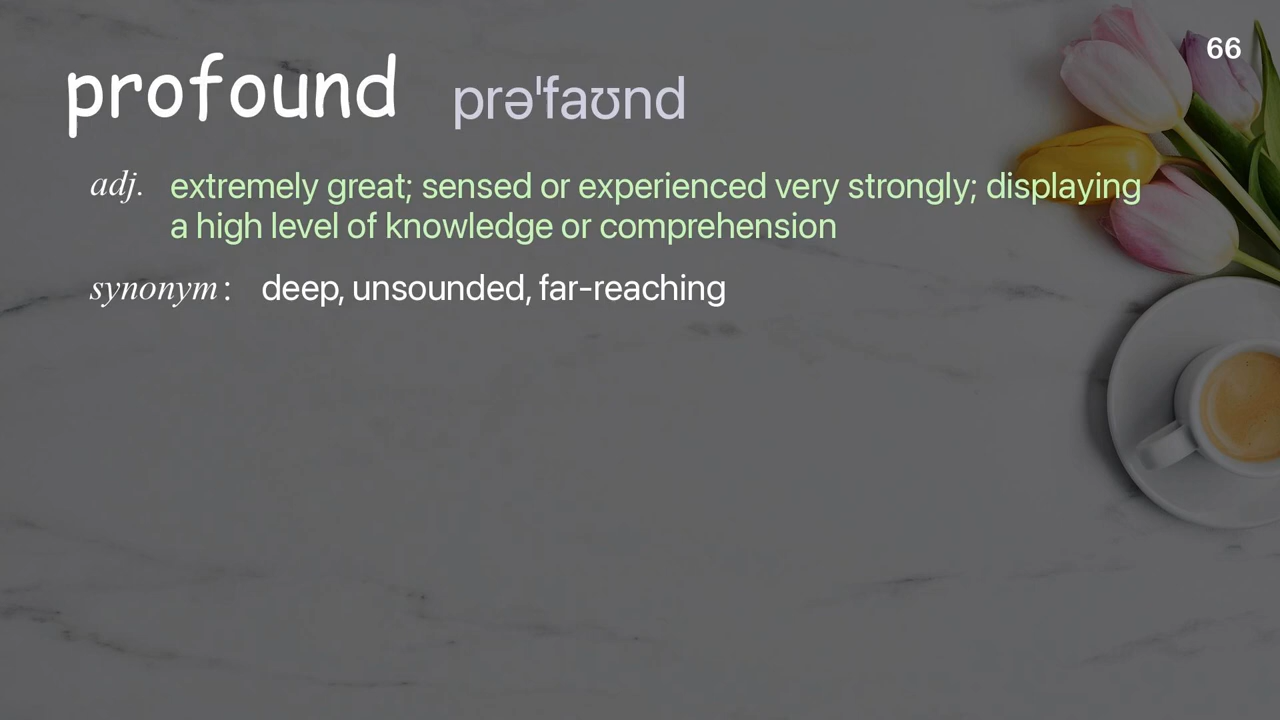 66
profound prəˈfaʊnd
adj. extremely great; sensed or experienced very strongly; displaying
a high level of knowledge or comprehension
synonym : deep, unsounded, far-reaching